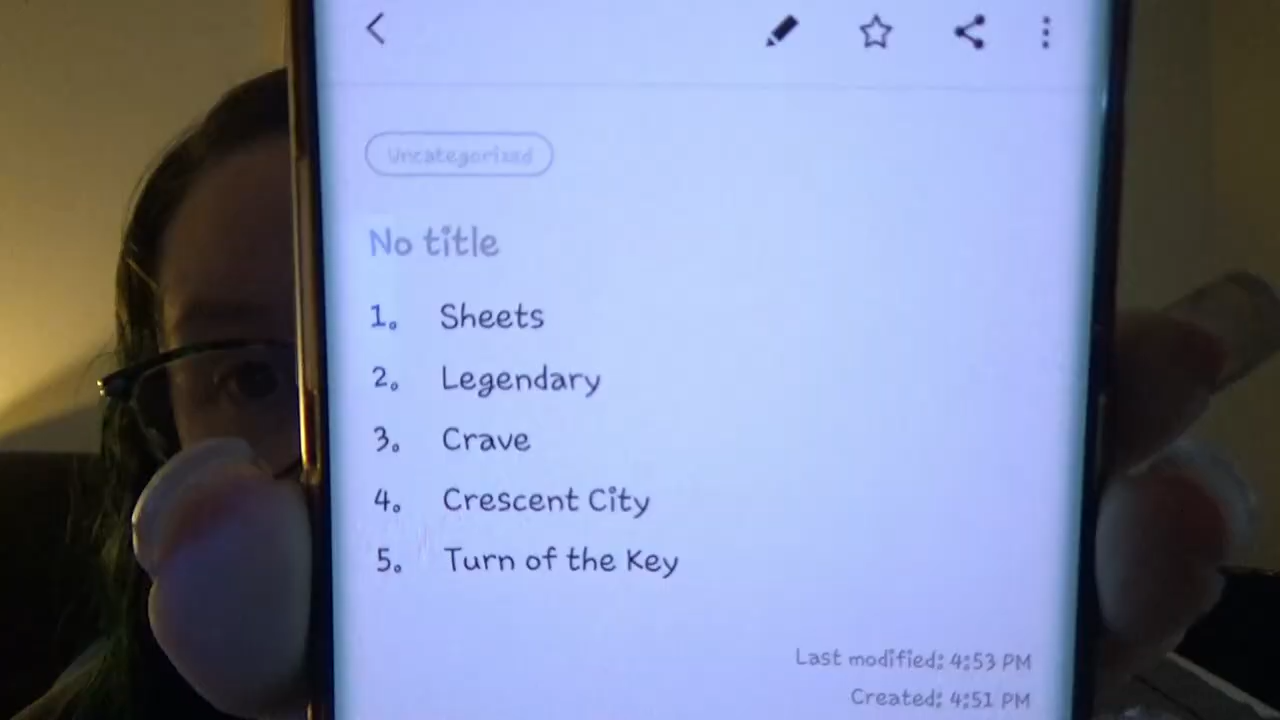 Uncategorized
No title
1. Sheets
2. Legendary
3. Crave
4. Crescent City
5. Turn of the Key
Last modified: 4:53 PM
Created: 4:51 PM